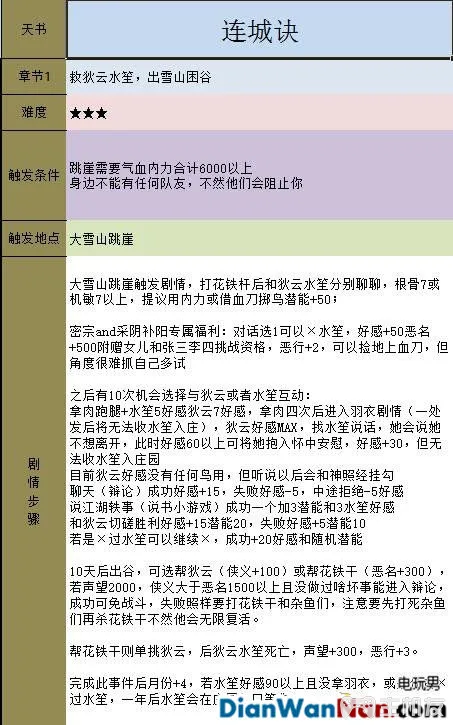 天书
连城诀
章节1
救狄云水笙，出雪山困谷
难度
★★★
触发条件
跳崖需要气血内力合计6000以上
身边不能有任何队友，不然他们会阻止你
触发地点
大雪山跳崖
剧情步骤
大雪山跳崖触发剧情，打花铁杆后和狄云水笙分别聊聊，根骨7或
机敏7以上，提议用内力或借血刀掷鸟潜能+50；
密宗and采阴补阳专属福利：对话选1可以×水笙，好感+50恶名
+500附赠女儿和张三李四挑战资格，恶行+2，可以捡地上血刀，但
角度很难抓自己多试
之后有10次机会选择与狄云或者水笙互动：
拿肉跑腿+水笙5好感狄云7好感，拿肉四次后进入羽衣剧情（一处
发后将无法收水笙入庄），狄云好感MAX，找水笙说话，她会说她
不想离开，此时好感60以上可将她抱入怀中安慰，好感+30，但无
法收水笙入庄园
目前狄云好感没有任何鸟用，但听说以后会和神照经挂勾
聊天（辩论）成功好感+15，失败好感-5，中途拒绝-5好感
说江湖轶事（说书小游戏）成功一个加3潜能和3水笙好感
和狄云切磋胜利好感+15潜能20，失败好感+5潜能10
若是×过水笙可以继续×，成功+20好感和随机潜能
10天后出谷，可选帮狄云（侠义+100）或帮花铁干（恶名+300），
若声望2000，侠义大于恶名1500以上且没做过啥坏事能进入辩论，
成功可免战斗，失败照样要打花铁干和杂鱼们，注意要先打死杂鱼
们再杀花铁干不然他会无限复活。
帮花铁干则单挑狄云，后狄云水笙死亡，声望+300，恶行+3。
完成此事件后月份+4，若水笙好感90以上且没拿羽衣，或
过水笙，一年后水笙会在
电玩男
DianWanNan.com